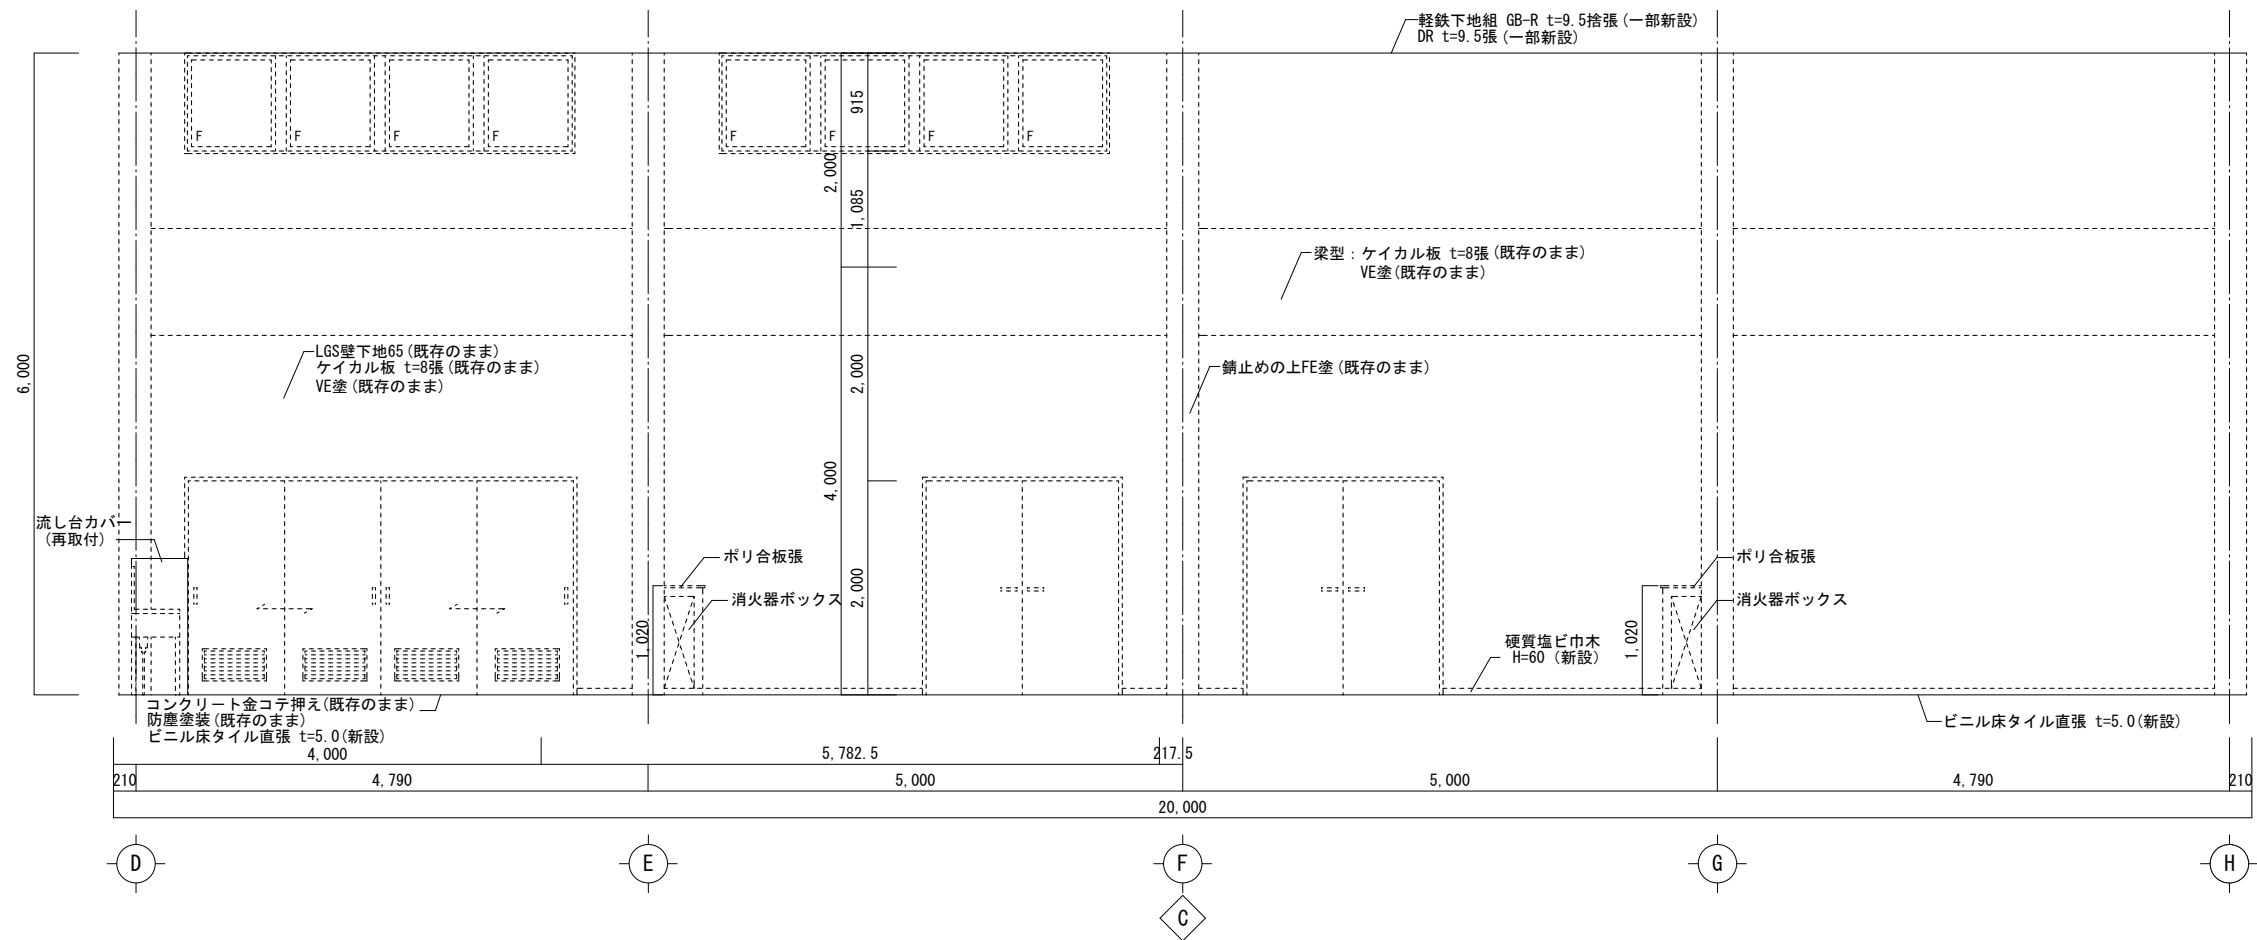 軽鉄下地組 GB-R t=9.5捨張(一部新設)
DR t=9.5張(一部新設)
915
F F F F F F F F
2,000
1,085
梁型：ケイカル板 t=8張(既存のまま)
VE塗(既存のまま)
6,000
LGS壁下地65(既存のまま)
ケイカル板 t=8張(既存のまま)
VE塗(既存のまま)
2,000
錆止めの上FE塗(既存のまま)
4,000
流し台カバー
(再取付)
ポリ合板張
ポリ合板張
2,000
消火器ボックス
消火器ボックス
1,020
硬質塩ビ巾木
H=60 (新設)
1,020
コンクリート金コテ押え(既存のまま)
防塵塗装(既存のまま)
ビニル床タイル直張 t=5.0(新設)
ビニル床タイル直張 t=5.0(新設)
4,000 5,782.5 217.5
210 4,790 5,000 5,000 4,790 210
20,000
D E F G H
C